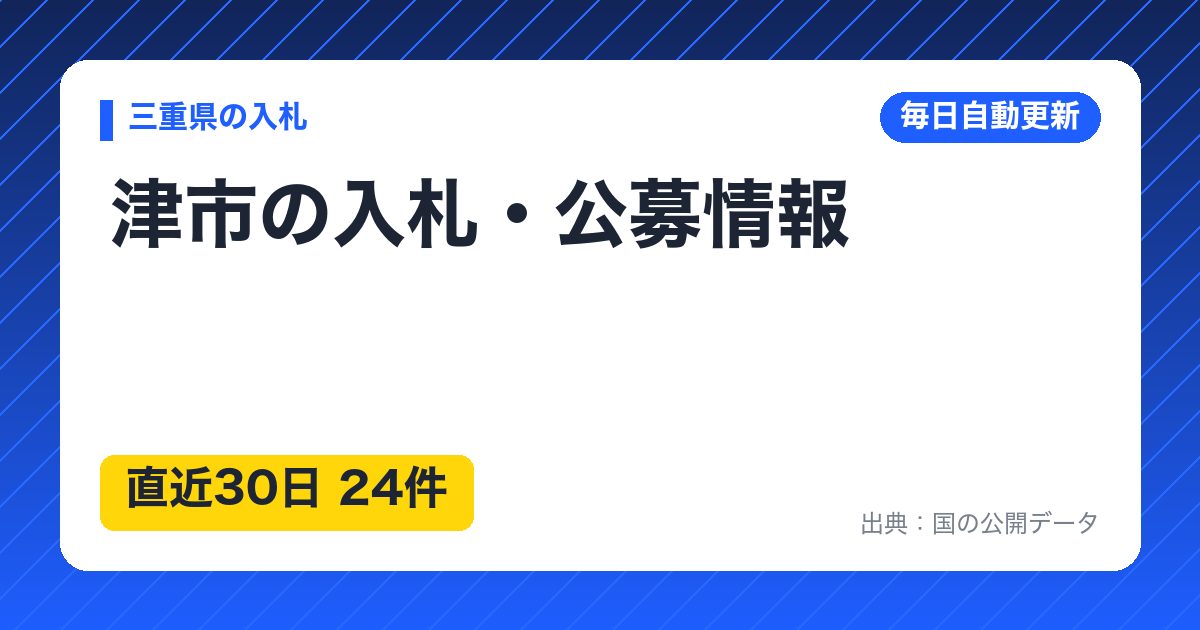 三重県の入札
毎日自動更新
津市の入札・公募情報
直近30日 24件
出典：国の公開データ